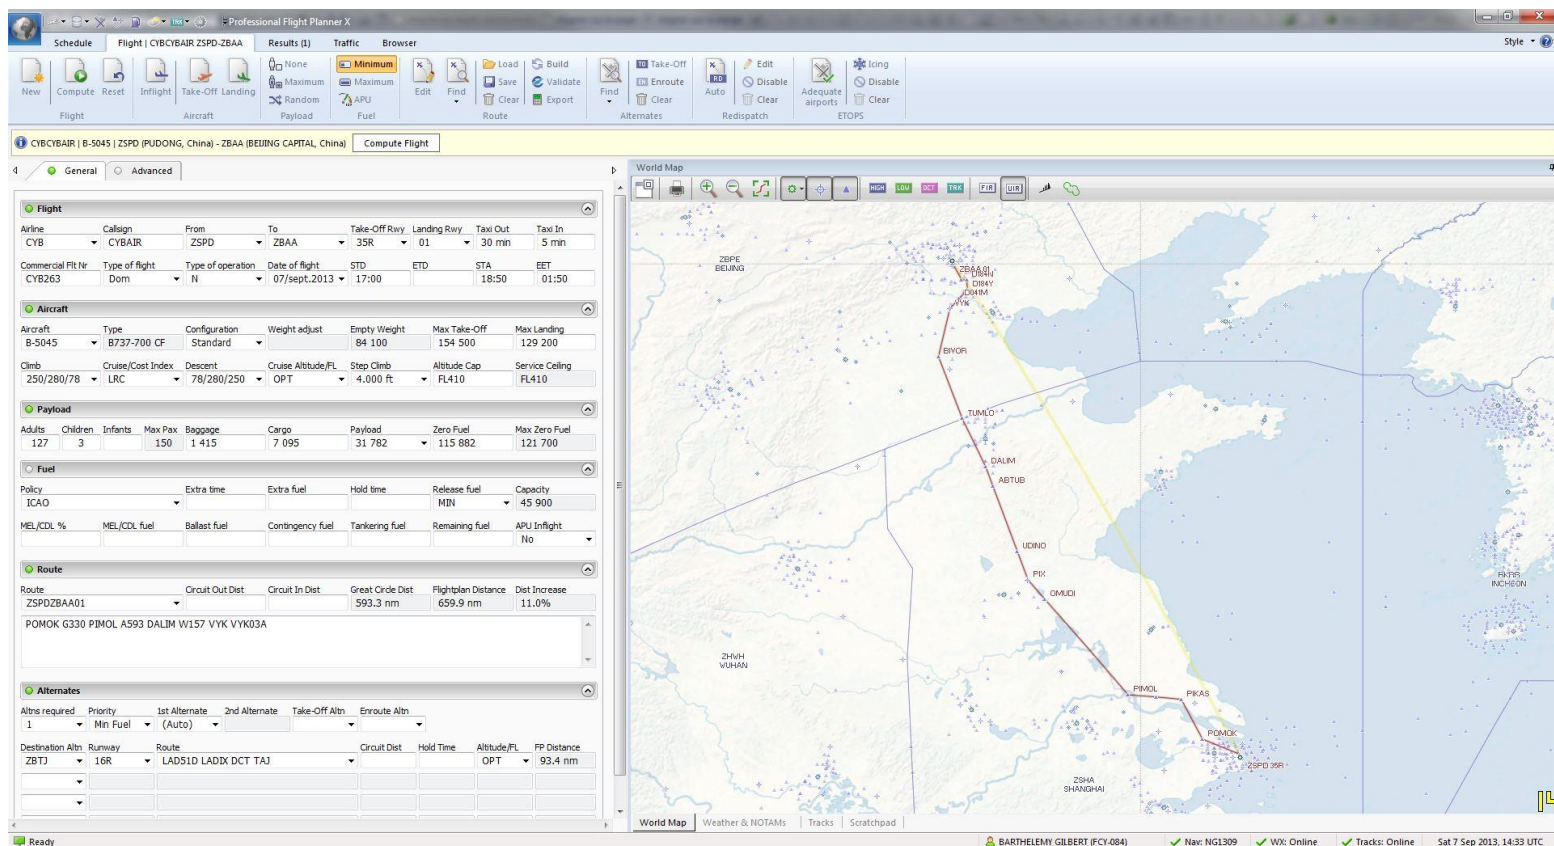 Professional Flight Planner X
Schedule Flight | CYBCYBAIR ZSPD-ZBAA Results (1) Traffic Browser Style
None Minimum Load Build Take-Off Edit Icing
Maximum Maximum Save Validate Enroute Disable Disable
Random APU Clear Export Clear Clear Clear
New Compute Reset Inflight Take-Off Landing Edit Find Find Auto Adequate airports
Flight Aircraft Payload Fuel Route Alternates Redispatch ETOPS
CYBCYBAIR | B-5045 | ZSPD (PUDONG, China) - ZBAA (BEIJING CAPITAL, China) Compute Flight
General Advanced
Flight
Airline Callsign From To Take-Off Rwy Landing Rwy Taxi Out Taxi In
CYB CYBAIR ZSPD ZBAA 35R 01 30 min 5 min
Commercial Flt Nr Type of flight Type of operation Date of flight STD ETD STA EET
CYB263 Dom N 07/sept.2013 17:00 18:50 01:50
Aircraft
Aircraft Type Configuration Weight adjust Empty Weight Max Take-Off Max Landing
B-5045 B737-700 CF Standard 84 100 154 500 129 200
Climb Cruise/Cost Index Descent Cruise Altitude/FL Step Climb Altitude Cap Service Ceiling
250/280/78 LRC 78/280/250 OPT 4.000 ft FL410 FL410
Payload
Adults Children Infants Max Pax Baggage Cargo Payload Zero Fuel Max Zero Fuel
127 3 150 1 415 7 095 31 782 115 882 121 700
Fuel
Policy Extra time Extra fuel Hold time Release fuel Capacity
ICAO MIN 45 900
MEL/CDL % MEL/CDL fuel Ballast fuel Contingency fuel Tankering fuel Remaining fuel APU Inflight
No
Route
Route Circuit Out Dist Circuit In Dist Great Circle Dist Flightplan Distance Dist Increase
ZSPDZBAA01 593.3 nm 659.9 nm 11.0%
POMOK G330 PIMOL A593 DALIM W157 VYK VYK03A
Alternates
Altns required Priority 1st Alternate 2nd Alternate Take-Off Altn Enroute Altn
1 Min Fuel (Auto)
Destination Altn Runway Route Circuit Dist Hold Time Altitude/FL FP Distance
ZBTJ 16R LAD51D LADIX DCT TAJ OPT 93.4 nm
World Map
HIGH LOW DCT TRK FIR UIR
ZBPE
BEIJING
ZBAA 01
D184N
D184Y
D041M
VYK
BIYOR
TUMLO
DALIM
ABTUB
UDINO
PIX
OMUDI
RKRR
INCHEON
ZHWH
WUHAN
PIMOL
PIKAS
POMOK
ZSPD 35R
ZSHA
SHANGHAI
World Map Weather & NOTAMs Tracks Scratchpad
Ready BARTHELEMY GILBERT (FCY-084) Nav: NG1309 WX: Online Tracks: Online Sat 7 Sep 2013, 14:33 UTC